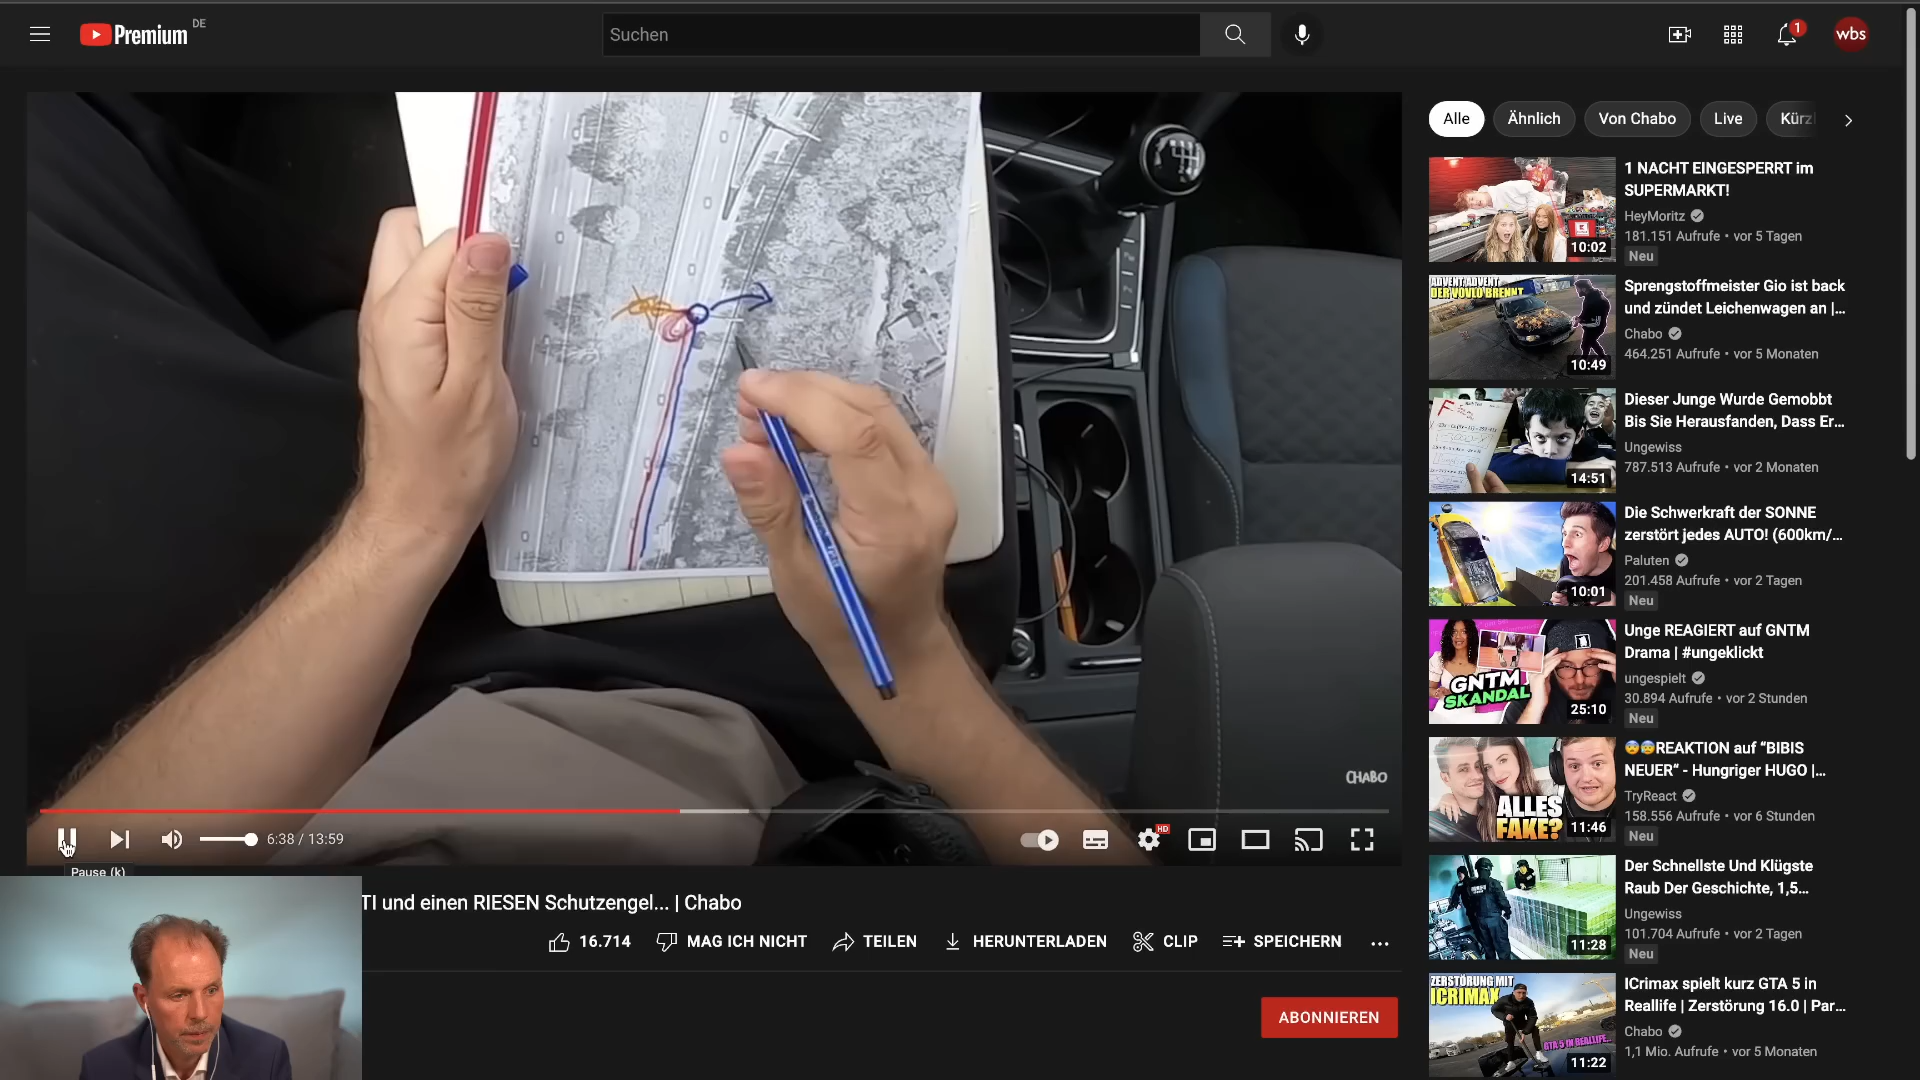 Premium DE
Suchen
1
wbs
Alle
Ähnlich
Von Chabo
Live
CHABO
6:38 / 13:59
HD
Pause (k)
TI und einen RIESEN Schutzengel... | Chabo
16.714
MAG ICH NICHT
TEILEN
HERUNTERLADEN
CLIP
SPEICHERN
ABONNIEREN
10:02
1 NACHT EINGESPERRT im
SUPERMARKT!
HeyMoritz
181.151 Aufrufe • vor 5 Tagen
Neu
ADVENT, ADVENT
DER VOVLO BRENNT
10:49
Sprengstoffmeister Gio ist back
und zündet Leichenwagen an |...
Chabo
464.251 Aufrufe • vor 5 Monaten
14:51
Dieser Junge Wurde Gemobbt
Bis Sie Herausfanden, Dass Er...
Ungewiss
787.513 Aufrufe • vor 2 Monaten
10:01
Die Schwerkraft der SONNE
zerstört jedes AUTO! (600km/...
Paluten
201.458 Aufrufe • vor 2 Tagen
Neu
GNTM
SKANDAL
25:10
Unge REAGIERT auf GNTM
Drama | #ungeklickt
ungespielt
30.894 Aufrufe • vor 2 Stunden
Neu
ALLES
FAKE?
11:46
😨😰REAKTION auf “BIBIS
NEUER” - Hungriger HUGO |...
TryReact
158.556 Aufrufe • vor 6 Stunden
Neu
11:28
Der Schnellste Und Klügste
Raub Der Geschichte, 1,5...
Ungewiss
101.704 Aufrufe • vor 2 Tagen
Neu
ZERSTÖRUNG MIT
ICRIMAX
GTA 5 IN REALLIFE..
11:22
ICrimax spielt kurz GTA 5 in
Reallife | Zerstörung 16.0 | Par...
Chabo
1,1 Mio. Aufrufe • vor 5 Monaten